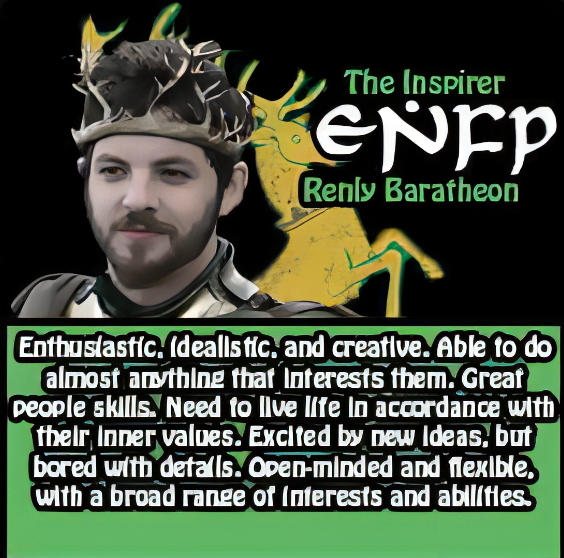 The Inspirer
ENFP
Renly Baratheon
Enthusiastic, idealistic, and creative. Able to do
almost anything that interests them. Great
people skills. Need to live life in accordance with
their inner values. Excited by new ideas, but
bored with details. Open-minded and flexible,
with a broad range of interests and abilities.